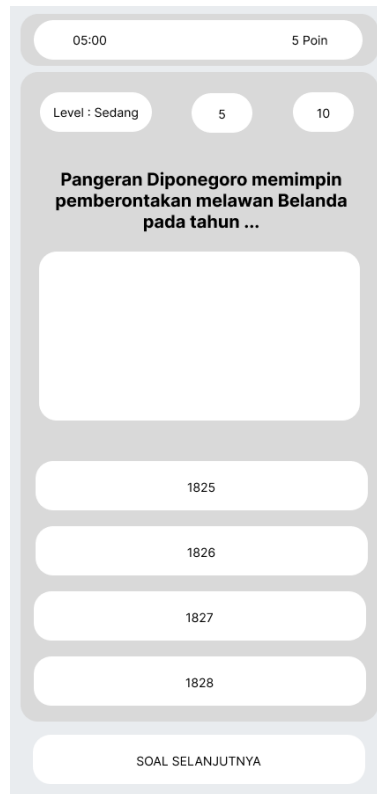 05:00 5 Poin
Level : Sedang 5 10
Pangeran Diponegoro memimpin
pemberontakan melawan Belanda
pada tahun ...
1825
1826
1827
1828
SOAL SELANJUTNYA